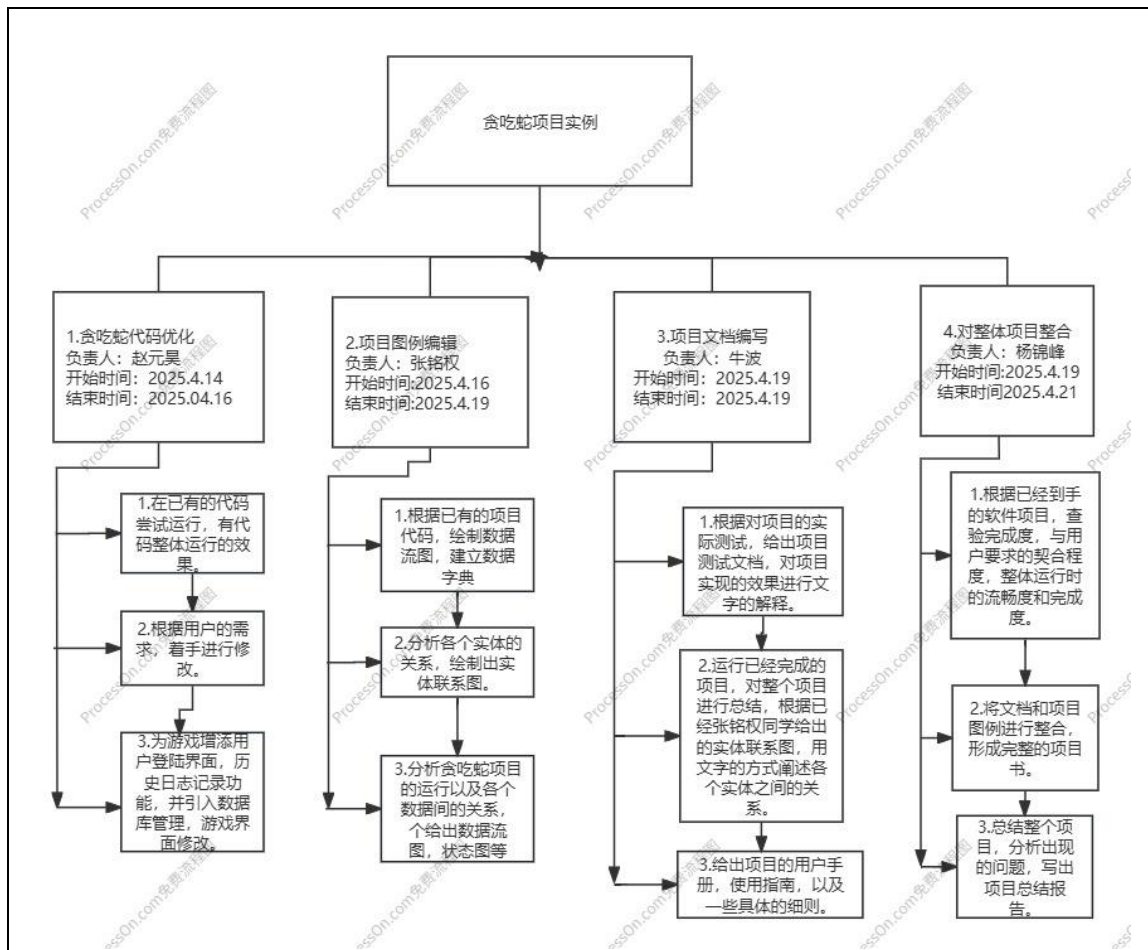 贪吃蛇项目实例
1.贪吃蛇代码优化
负责人：赵元昊
开始时间：2025.4.14
结束时间：2025.04.16
2.项目图例编辑
负责人：张铭权
开始时间:2025.4.16
结束时间:2025.4.19
3.项目文档编写
负责人：牛波
开始时间：2025.4.19
结束时间：2025.4.19
4.对整体项目整合
负责人：杨锦峰
开始时间:2025.4.19
结束时间2025.4.21
1.在已有的代码
尝试运行，有代
码整体运行的效
果。
2.根据用户的需
求，着手进行修
改。
3.为游戏增添用
户登陆界面，历
史日志记录功
能，并引入数据
库管理，游戏界
面修改。
1.根据已有的项目
代码，绘制数据
流图，建立数据
字典
2.分析各个实体的
关系，绘制出实
体联系图。
3.分析贪吃蛇项目
的运行以及各个
数据间的关系，
个给出数据流
图，状态图等
1.根据对项目的实
际测试，给出项目
测试文档，对项目
实现的效果进行文
字的解释。
2.运行已经完成的
项目，对整个项目
进行总结，根据已
经张铭权同学给出
的实体联系图，用
文字的方式阐述各
个实体之间的关
系。
3.给出项目的用户手
册，使用指南，以及
一些具体的细则。
1.根据已经到手
的软件项目，查
验完成度，与用
户要求的契合程
度，整体运行时
的流畅度和完成
度。
2.将文档和项目
图例进行整合，
形成完整的项目
书。
3.总结整个项
目，分析出现
的问题，写出
项目总结报
告。
ProcessOn.com免费流程图